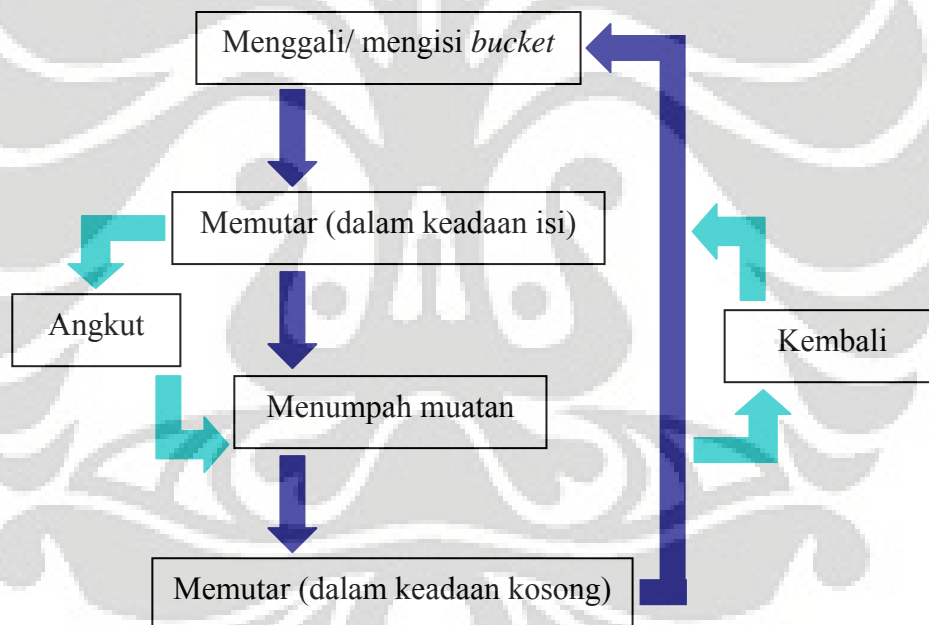 Menggali/ mengisi bucket
Memutar (dalam keadaan isi)
Angkut
Kembali
Menumpah muatan
Memutar (dalam keadaan kosong)